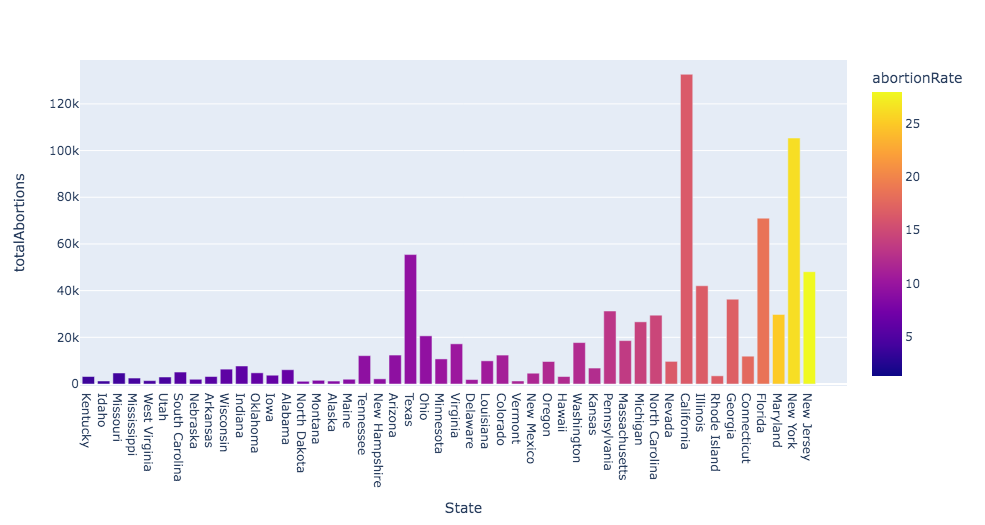 abortionRate
totalAbortions
120k
100k
80k
60k
40k
20k
0
25
20
15
10
5
Kentucky
Idaho
Missouri
Mississippi
West Virginia
Utah
South Carolina
Nebraska
Arkansas
Wisconsin
Indiana
Oklahoma
Iowa
Alabama
North Dakota
Montana
Alaska
Maine
Tennessee
New Hampshire
Arizona
Texas
Ohio
Minnesota
Virginia
Delaware
Louisiana
Colorado
Vermont
New Mexico
Oregon
Hawaii
Washington
Kansas
Pennsylvania
Massachusetts
Michigan
North Carolina
Nevada
California
Illinois
Rhode Island
Georgia
Connecticut
Florida
Maryland
New York
New Jersey
State